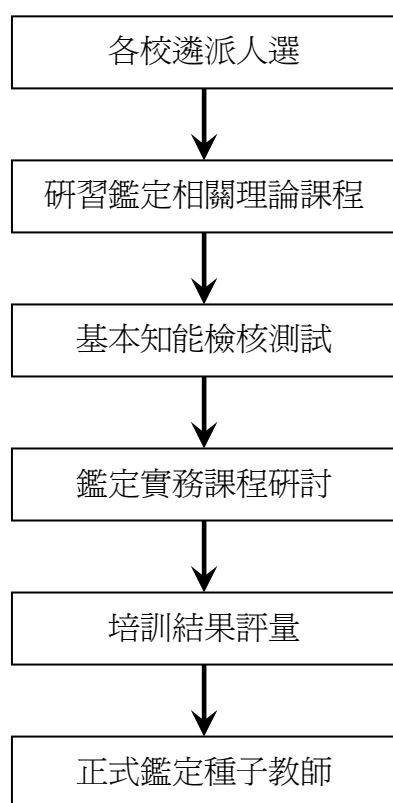 各校遴派人選
研習鑑定相關理論課程
基本知能檢核測試
鑑定實務課程研討
培訓結果評量
正式鑑定種子教師